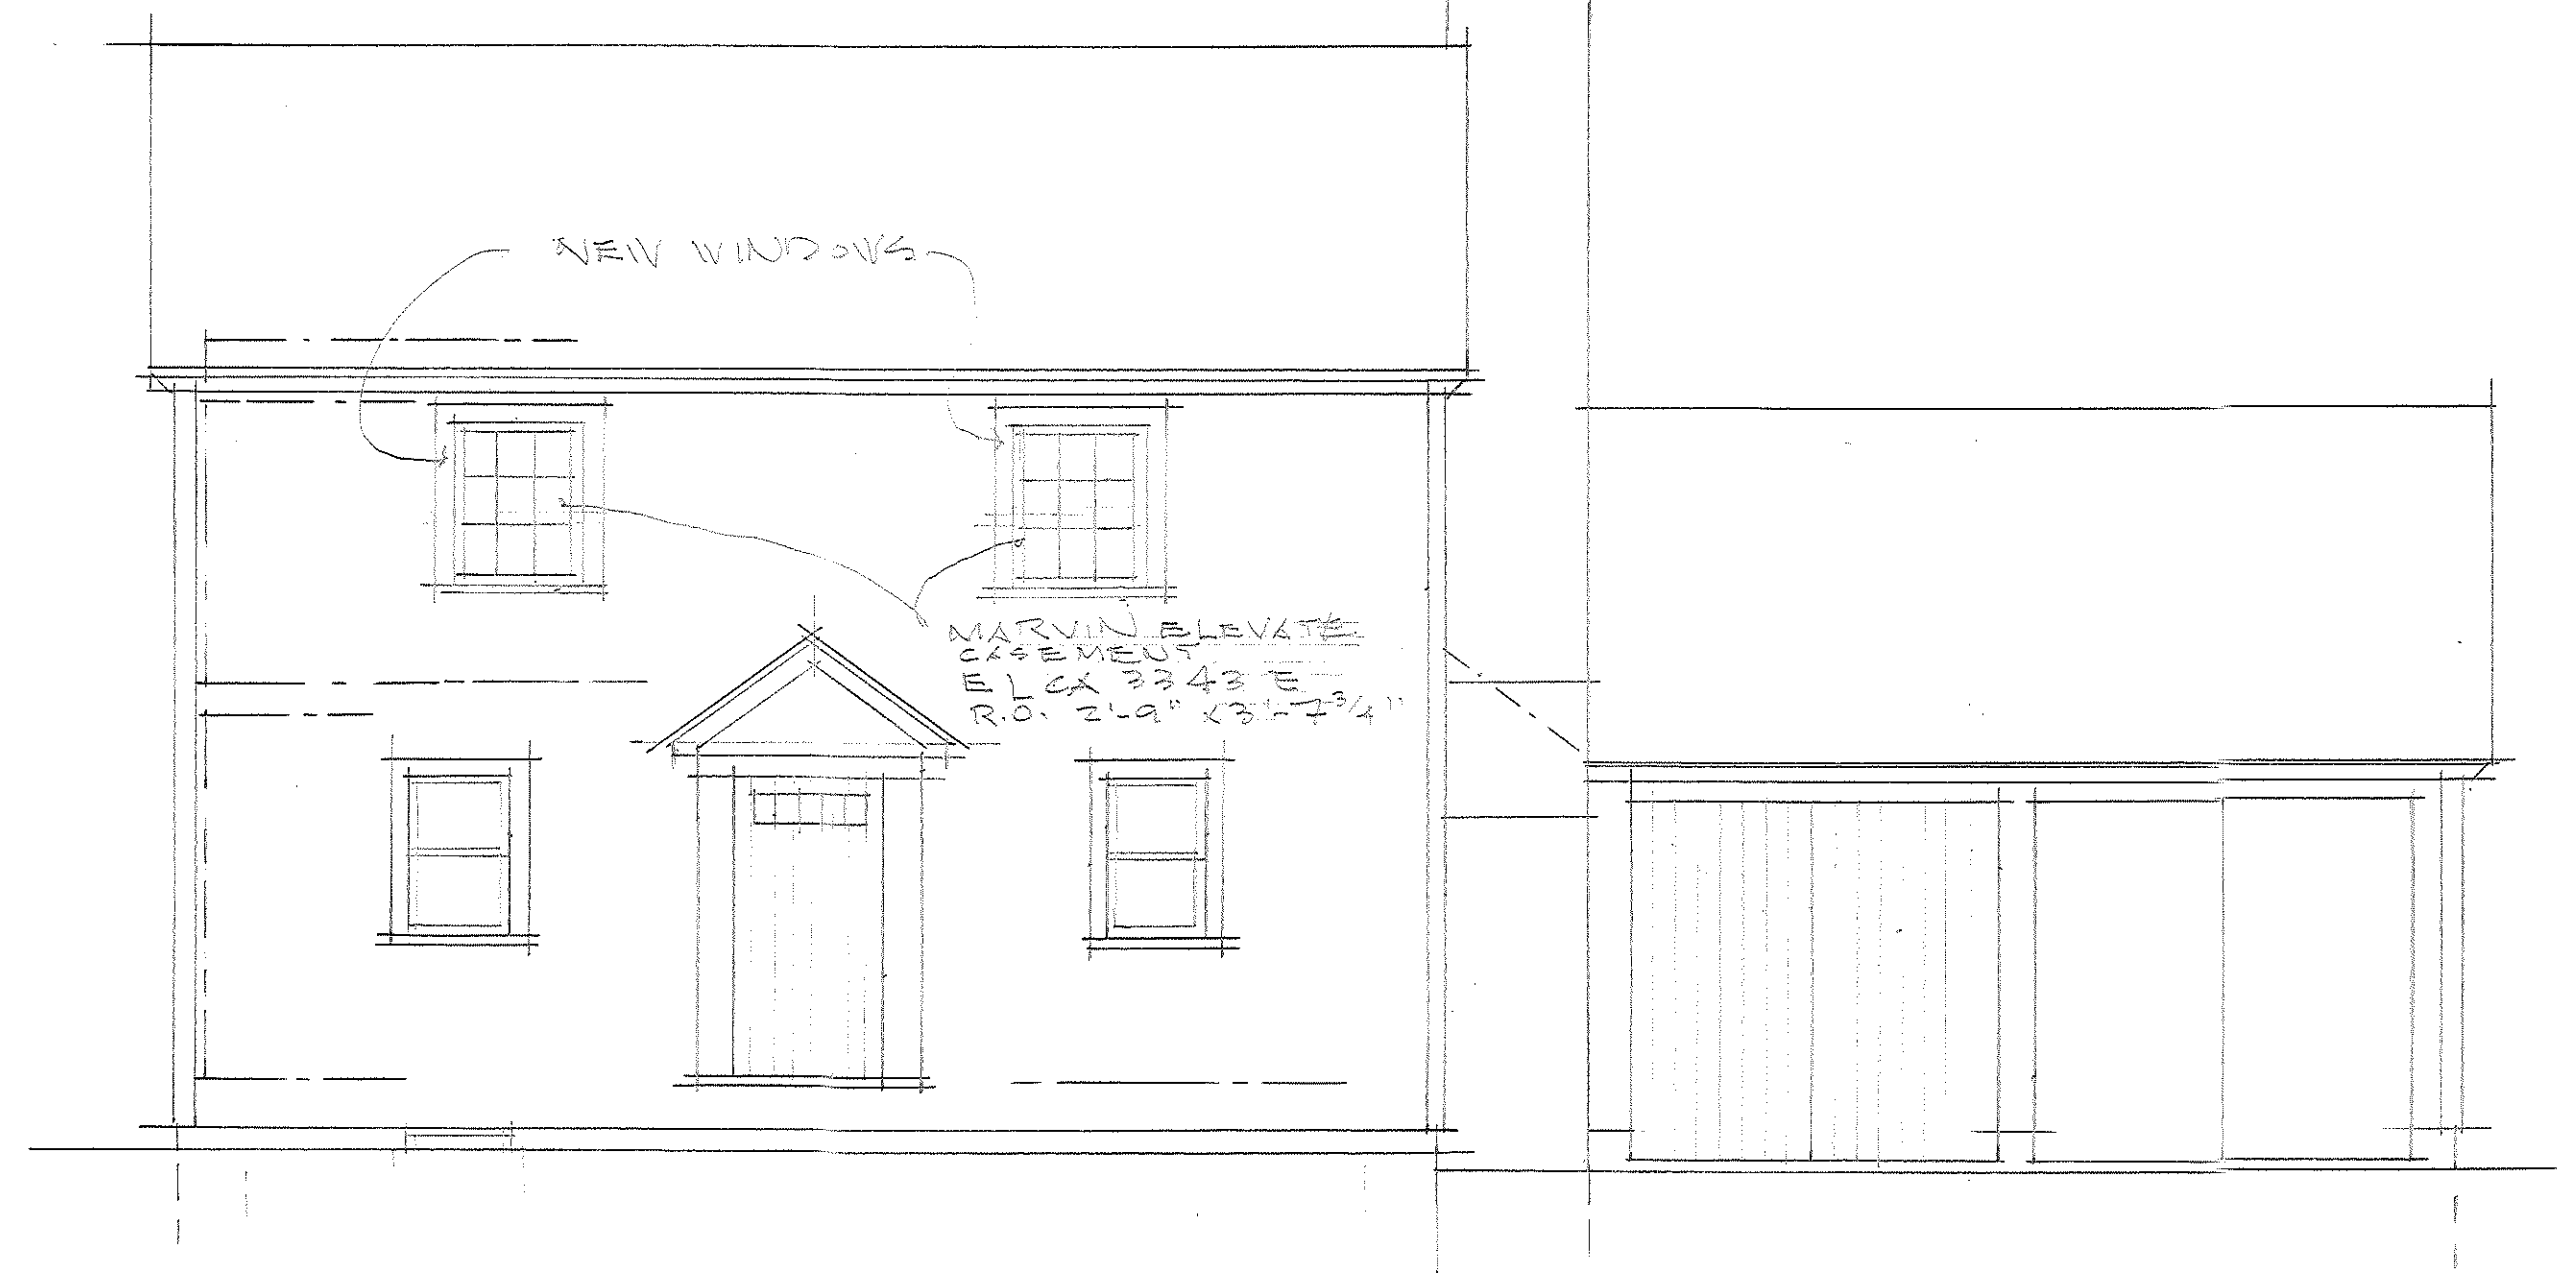 NEW WINDOWS
MARVIN ELEVATE
CASEMENT
ELCA 3343 E
R.O. 2'-9" x 3'-7 3/4"